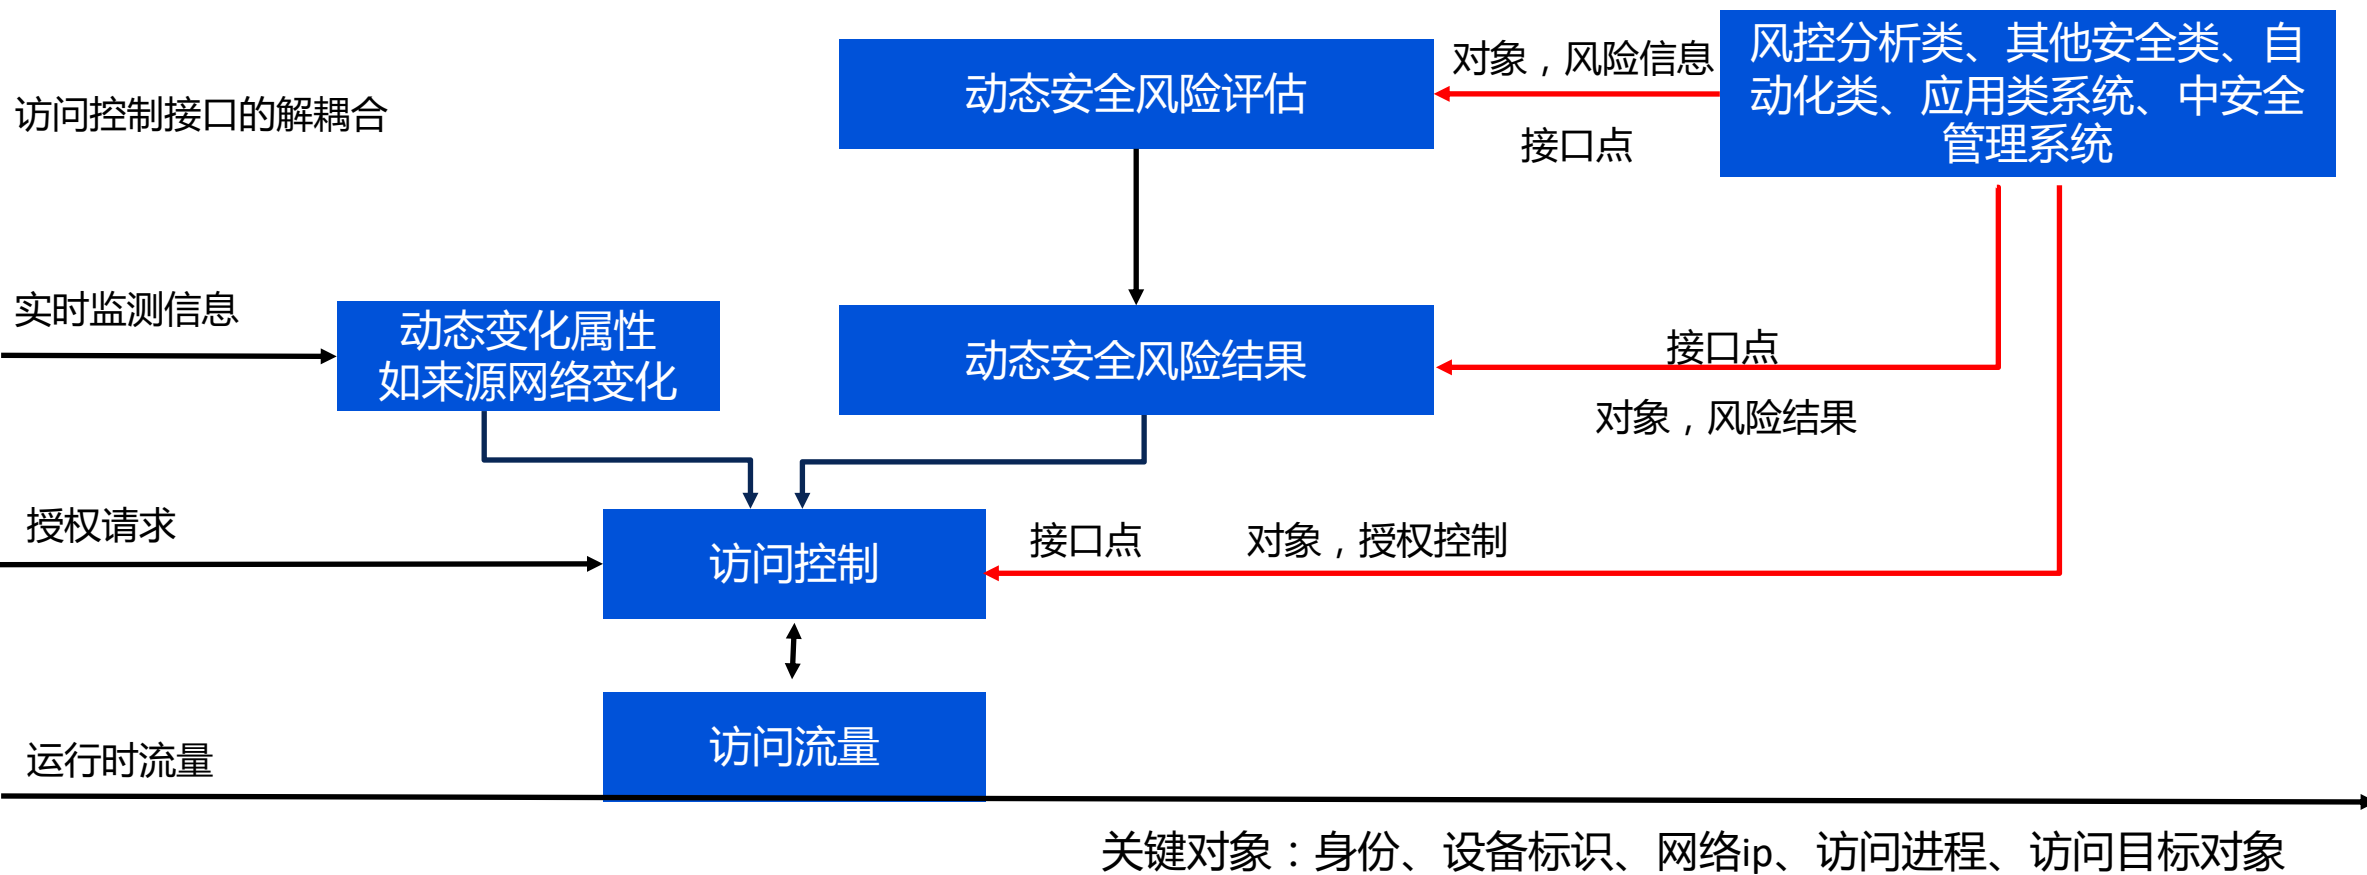 访问控制接口的解耦合
动态安全风险评估
对象，风险信息
接口点
风控分析类、其他安全类、自
动化类、应用类系统、中安全
管理系统
实时监测信息
动态变化属性
如来源网络变化
动态安全风险结果
接口点
对象，风险结果
授权请求
访问控制
接口点
对象，授权控制
运行时流量
访问流量
关键对象：身份、设备标识、网络ip、访问进程、访问目标对象